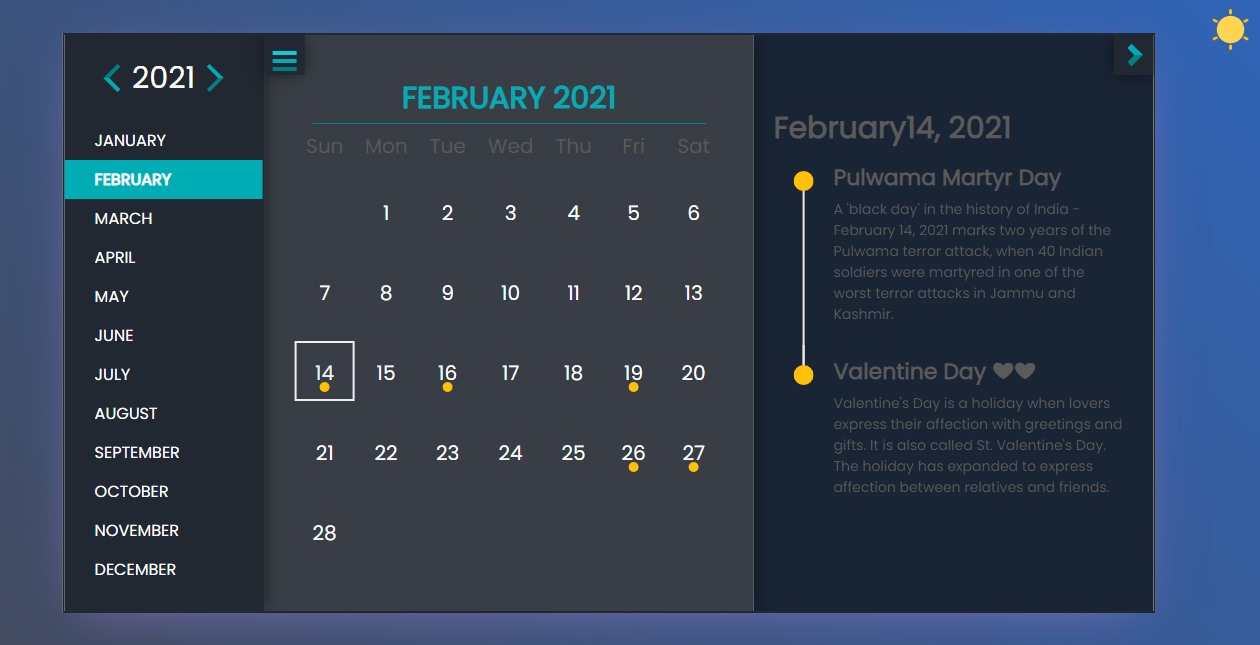 2021
JANUARY
FEBRUARY
MARCH
APRIL
MAY
JUNE
JULY
AUGUST
SEPTEMBER
OCTOBER
NOVEMBER
DECEMBER
FEBRUARY 2021
Sun Mon Tue Wed Thu Fri Sat
1 2 3 4 5 6
7 8 9 10 11 12 13
14 15 16 17 18 19 20
21 22 23 24 25 26 27
28
February14, 2021
Pulwama Martyr Day
A 'black day' in the history of India -
February 14, 2021 marks two years of the
Pulwama terror attack, when 40 Indian
soldiers were martyred in one of the
worst terror attacks in Jammu and
Kashmir.
Valentine Day 🖤🖤
Valentine's Day is a holiday when lovers
express their affection with greetings and
gifts. It is also called St. Valentine's Day.
The holiday has expanded to express
affection between relatives and friends.